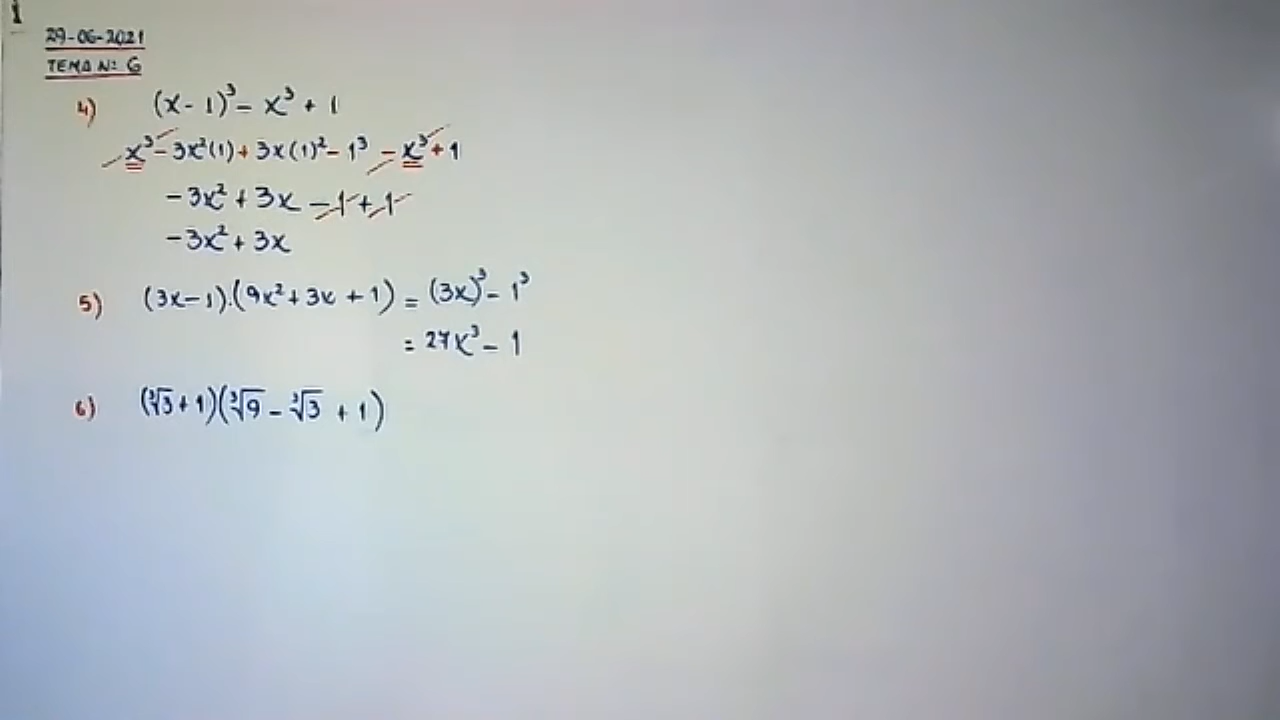 1
29-06-2021
TEMA N: 6
4) (x-1)³ - x³ + 1
x³ - 3x²(1) + 3x(1)² - 1³ - x³ + 1
-3x² + 3x - 1 + 1
-3x² + 3x
5) (3x-1).(9x² + 3x + 1) = (3x)³ - 1³
= 27x³ - 1
6) (∛3 + 1)(∛9 - ∛3 + 1)